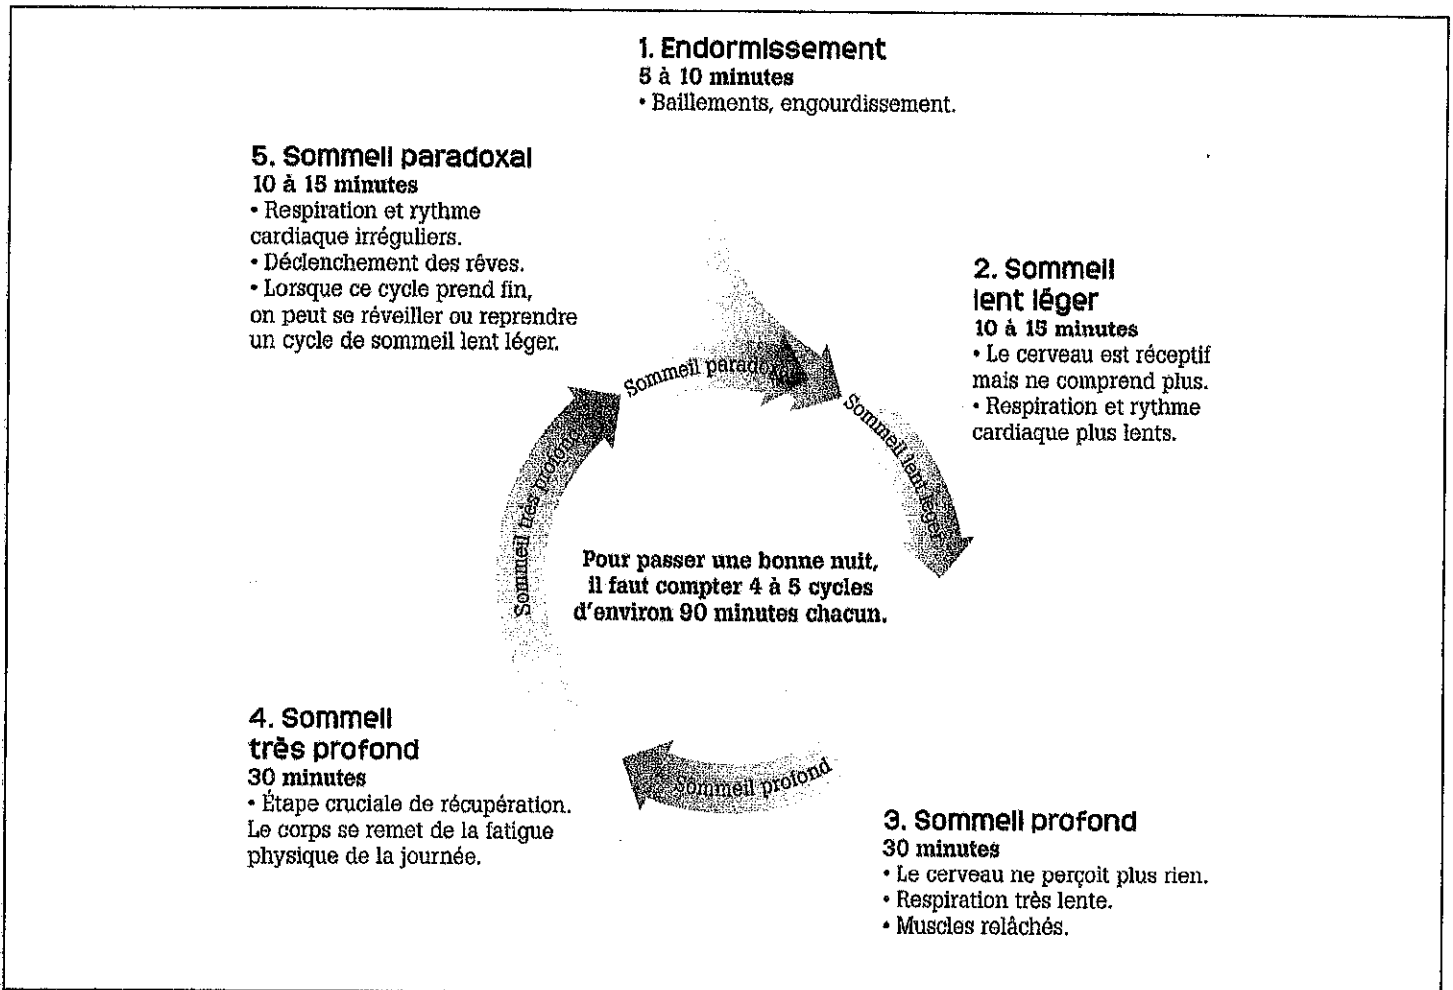 1. Endormissement
5 à 10 minutes
• Baillements, engourdissement.
5. Sommeil paradoxal
10 à 15 minutes
• Respiration et rythme
cardiaque irréguliers.
• Déclenchement des rêves.
• Lorsque ce cycle prend fin,
on peut se réveiller ou reprendre
un cycle de sommeil lent léger.
2. Sommeil
lent léger
10 à 15 minutes
• Le cerveau est réceptif
mais ne comprend plus.
• Respiration et rythme
cardiaque plus lents.
Sommeil paradoxal
Sommeil lent léger
Sommeil très profond
Pour passer une bonne nuit,
il faut compter 4 à 5 cycles
d'environ 90 minutes chacun.
4. Sommeil
très profond
30 minutes
• Étape cruciale de récupération.
Le corps se remet de la fatigue
physique de la journée.
Sommeil profond
3. Sommeil profond
30 minutes
• Le cerveau ne perçoit plus rien.
• Respiration très lente.
• Muscles relâchés.